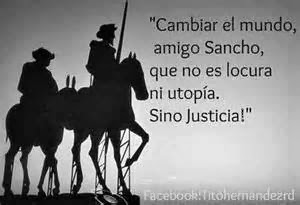 "Cambiar el mundo,
amigo Sancho,
que no es locura
ni utopía.
Sino Justicia!"
Facebook:Titohernandezrd